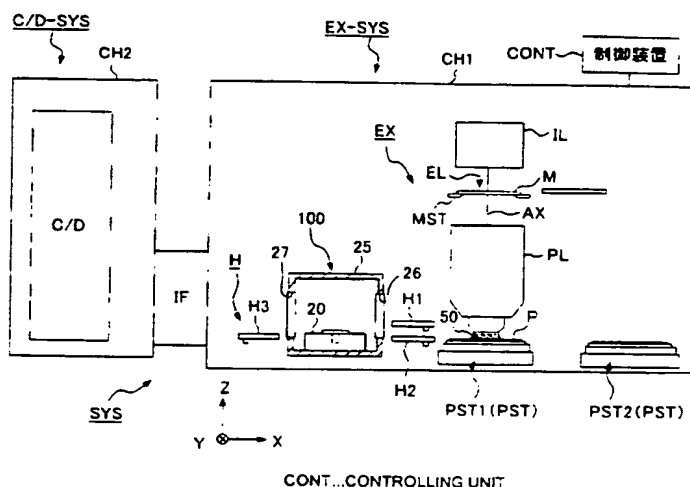 C/D-SYS
EX-SYS
CH2
CH1
CONT 制御装置
IL
EX
EL
M
MST
AX
C/D
100
25
PL
H
27
26
IF
H3
20
H1
50
P
H2
SYS
Z
Y
X
PST1(PST)
PST2(PST)
CONT...CONTROLLING UNIT